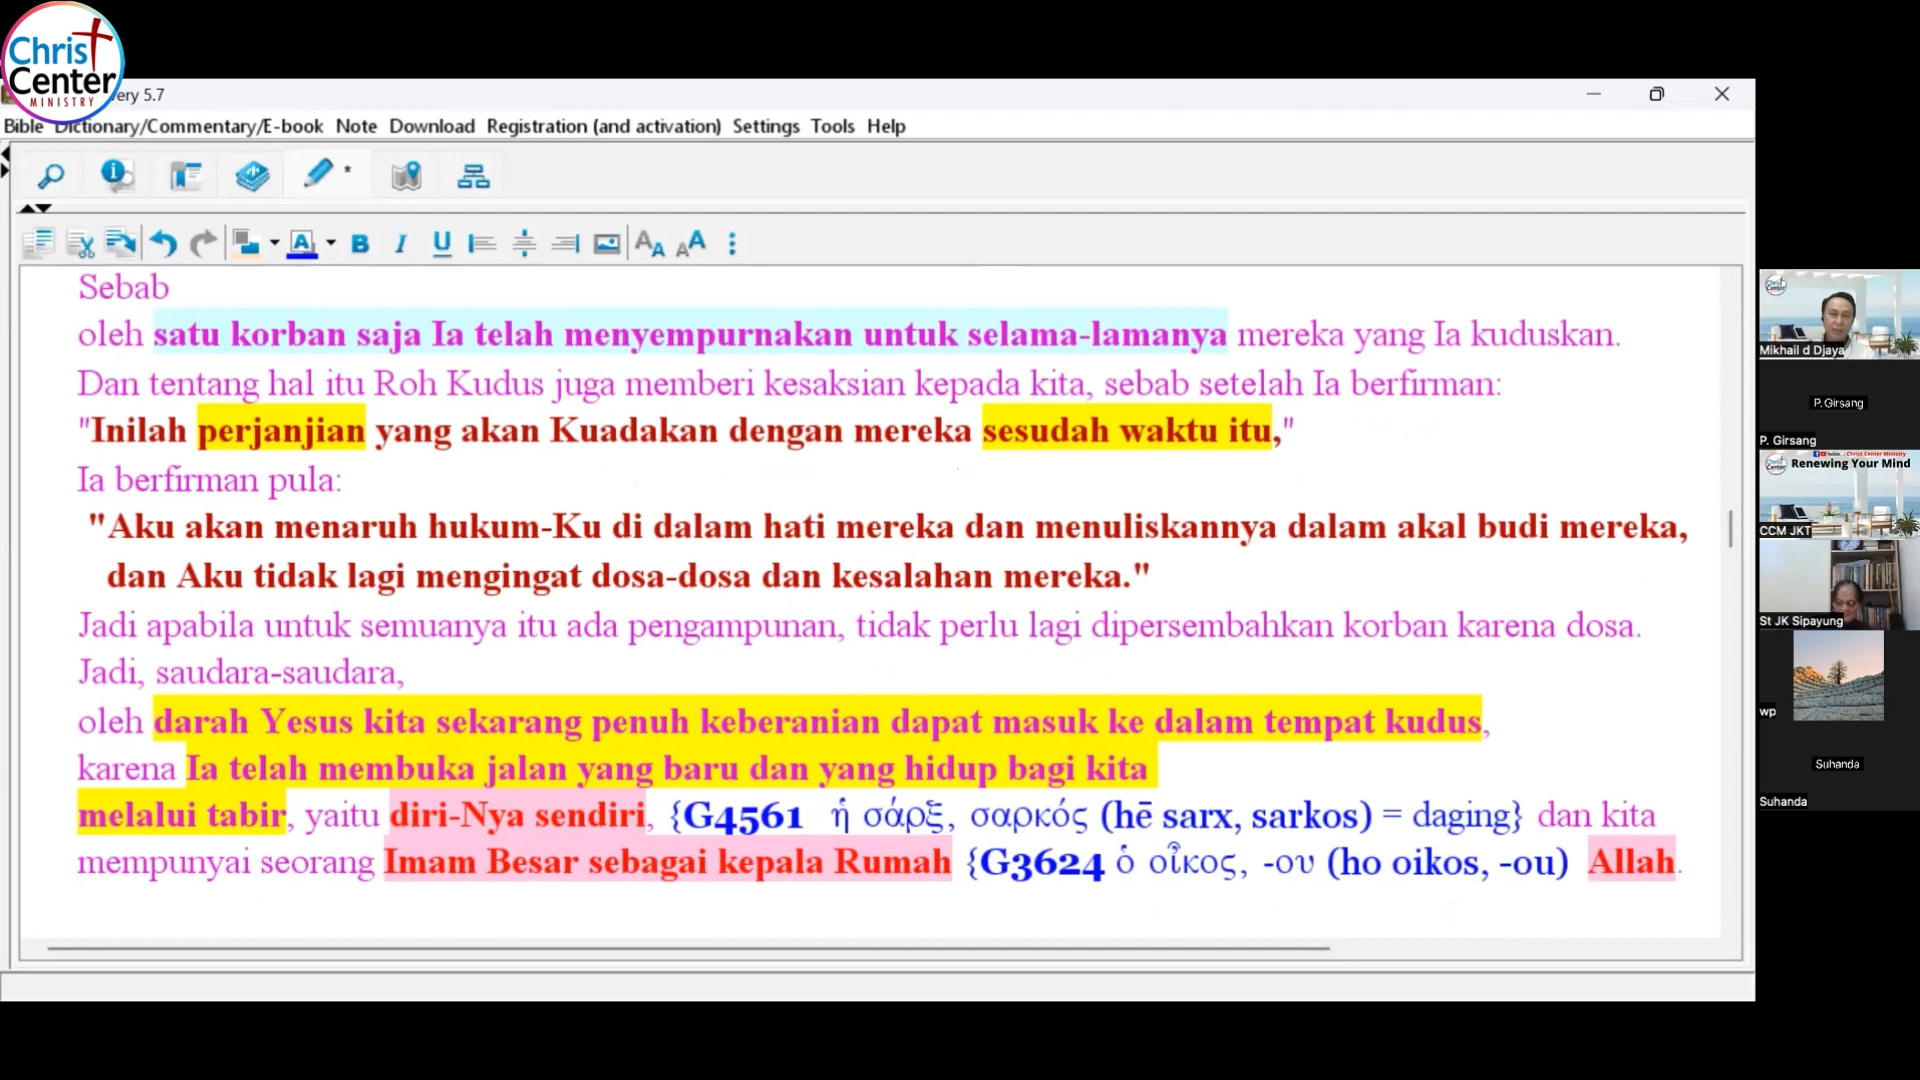 Christ
Center
MINISTRY
ery 5.7
Bible Dictionary/Commentary/E-book Note Download Registration (and activation) Settings Tools Help
Sebab
oleh satu korban saja Ia telah menyempurnakan untuk selama-lamanya mereka yang Ia kuduskan.
Dan tentang hal itu Roh Kudus juga memberi kesaksian kepada kita, sebab setelah Ia berfirman:
"Inilah perjanjian yang akan Kuadakan dengan mereka sesudah waktu itu,"
Ia berfirman pula:
"Aku akan menaruh hukum-Ku di dalam hati mereka dan menuliskannya dalam akal budi mereka,
dan Aku tidak lagi mengingat dosa-dosa dan kesalahan mereka."
Jadi apabila untuk semuanya itu ada pengampunan, tidak perlu lagi dipersembahkan korban karena dosa.
Jadi, saudara-saudara,
oleh darah Yesus kita sekarang penuh keberanian dapat masuk ke dalam tempat kudus,
karena Ia telah membuka jalan yang baru dan yang hidup bagi kita
melalui tabir, yaitu diri-Nya sendiri, {G4561 ἡ σάρξ, σαρκός (hē sarx, sarkos) = daging} dan kita
mempunyai seorang Imam Besar sebagai kepala Rumah {G3624 ὁ οἶκος, -ου (ho oikos, -ou) Allah.
Mikhail d Djaya
P. Girsang
P. Girsang
Christ Center Ministry
Renewing Your Mind
CCM JKT
St JK Sipayung
wp
Suhanda
Suhanda